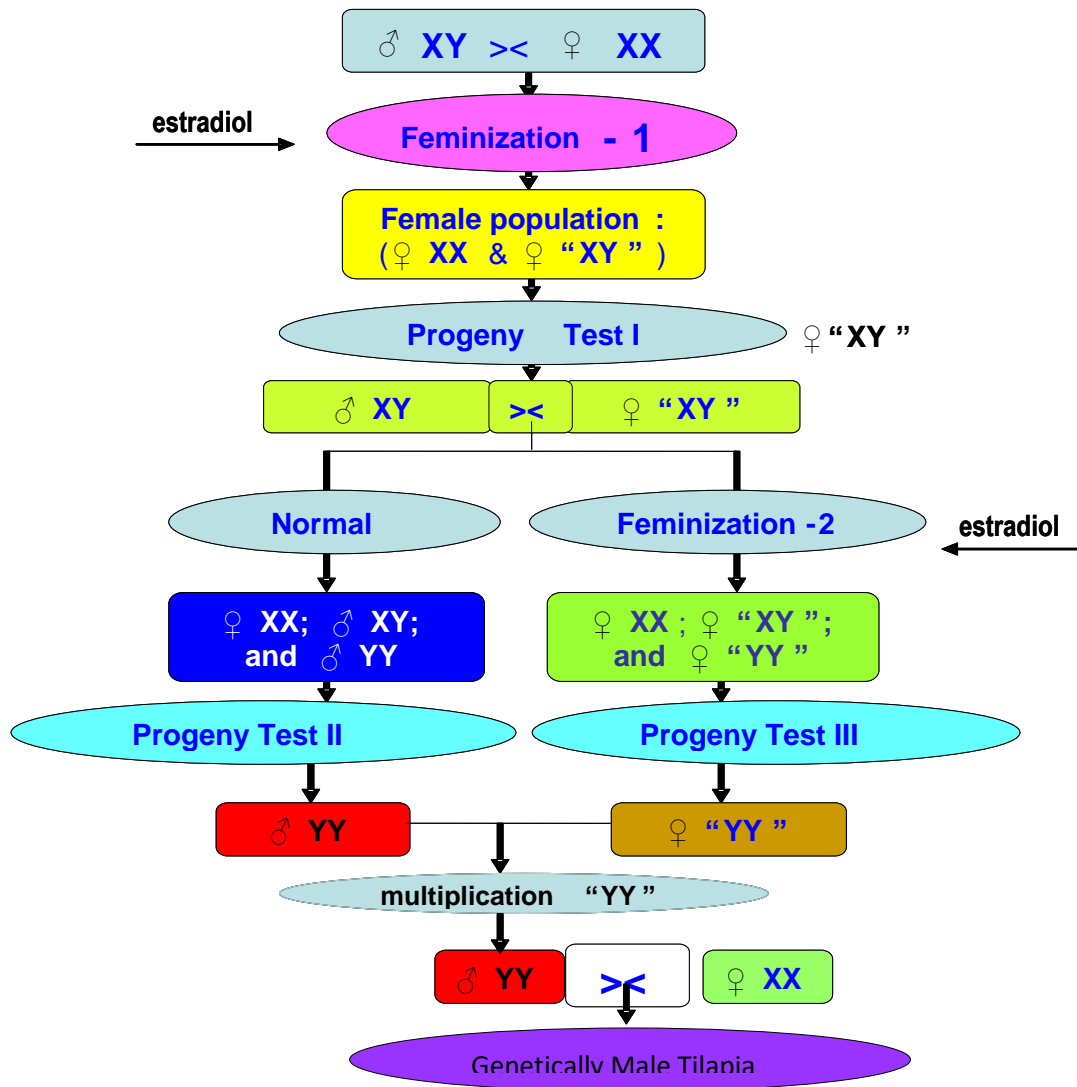 ♂ XY >< ♀ XX
estradiol
Feminization - 1
Female population :
(♀ XX & ♀ “XY ” )
Progeny Test I
♀ “XY ”
♂ XY
><
♀ “XY ”
Normal
Feminization -2
estradiol
♀ XX; ♂ XY;
and ♂ YY
♀ XX ; ♀ “XY ”;
and ♀ “YY ”
Progeny Test II
Progeny Test III
♂ YY
♀ “YY ”
multiplication “YY ”
♂ YY
><
♀ XX
Genetically Male Tilapia